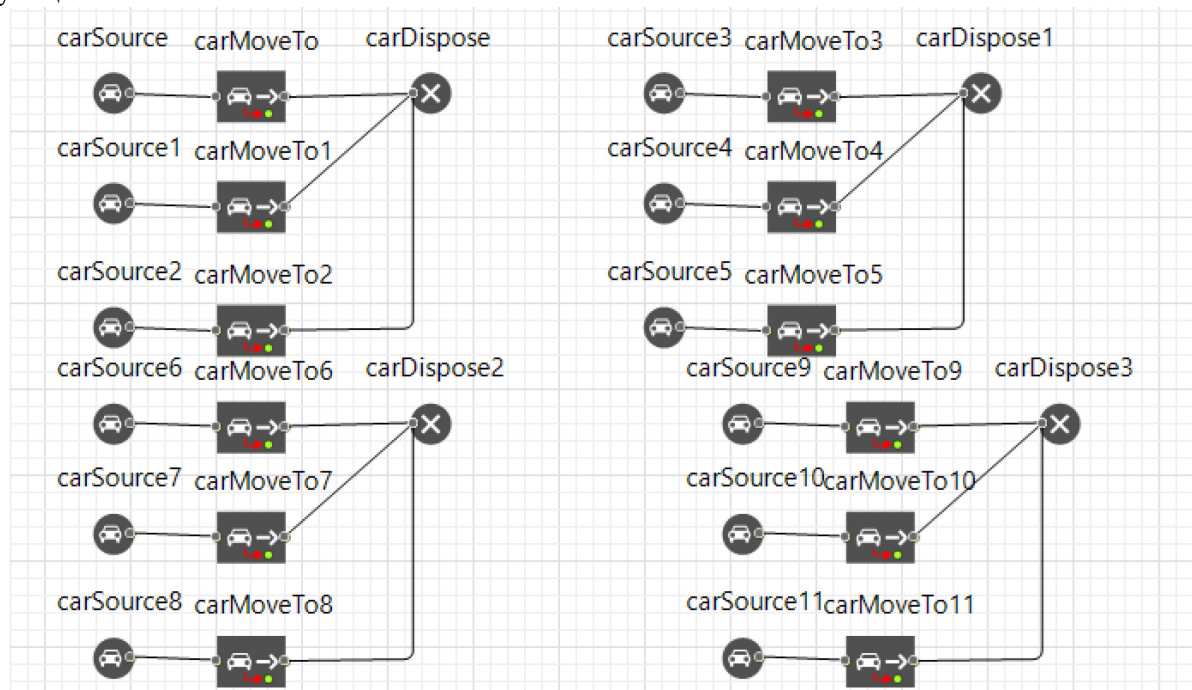 carSource carMoveTo carDispose
carSource1 carMoveTo1
carSource2 carMoveTo2
carSource3 carMoveTo3 carDispose1
carSource4 carMoveTo4
carSource5 carMoveTo5
carSource6 carMoveTo6 carDispose2
carSource7 carMoveTo7
carSource8 carMoveTo8
carSource9 carMoveTo9 carDispose3
carSource10 carMoveTo10
carSource11 carMoveTo11